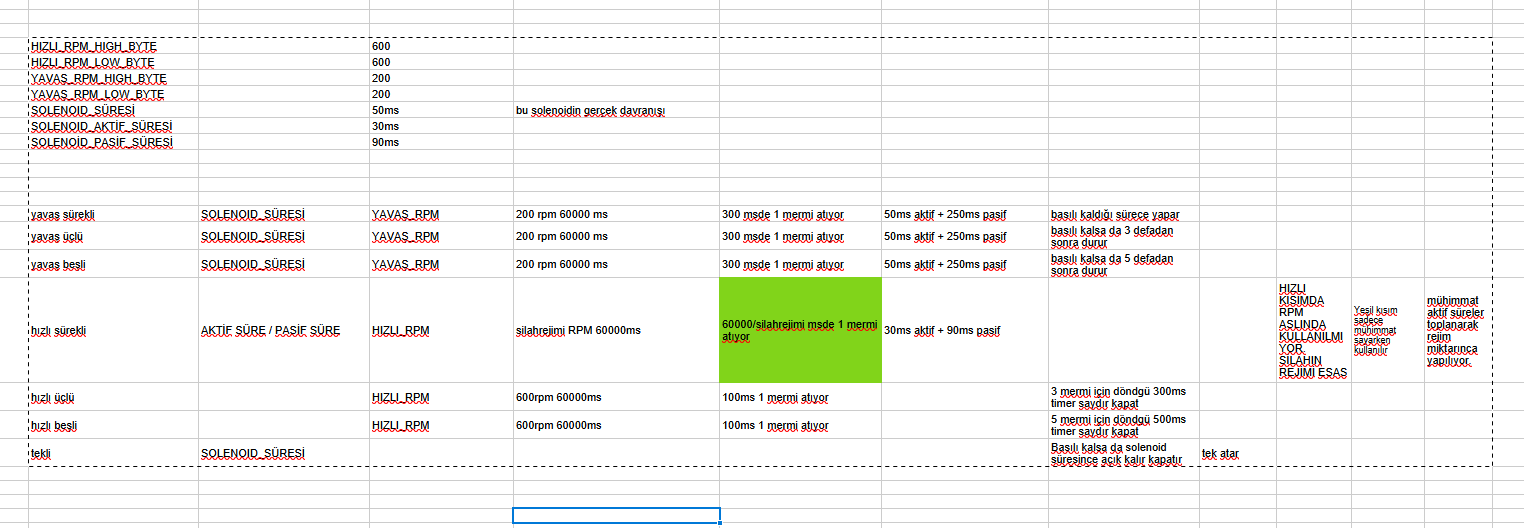 HIZLI_RPM_HIGH_BYTE 600
HIZLI_RPM_LOW_BYTE 600
YAVAS_RPM_HIGH_BYTE 200
YAVAS_RPM_LOW_BYTE 200
SOLENOID_SÜRESİ 50ms bu solenoidin gerçek davranışı
SOLENOID_AKTİF_SÜRESİ 30ms
SOLENOİD_PASİF_SÜRESİ 90ms
yavaş sürekli SOLENOID_SÜRESİ YAVAS_RPM 200 rpm 60000 ms 300 msde 1 mermi atıyor 50ms aktif + 250ms pasif basılı kaldığı sürece yapar
yavaş üçlü SOLENOID_SÜRESİ YAVAS_RPM 200 rpm 60000 ms 300 msde 1 mermi atıyor 50ms aktif + 250ms pasif basılı kalsa da 3 defadan
sonra durur
yavaş beşli SOLENOID_SÜRESİ YAVAS_RPM 200 rpm 60000 ms 300 msde 1 mermi atıyor 50ms aktif + 250ms pasif basılı kalsa da 5 defadan
sonra durur
hızlı sürekli AKTİF SÜRE / PASİF SÜRE HIZLI_RPM silahrejimi RPM 60000ms
60000/silahrejimi msde 1 mermi
atıyor
30ms aktif + 90ms pasif
HIZLI
KISIMDA
RPM
ASLINDA
KULLANILMI
YOR
SİLAHIN
REJİMİ ESAS
Yeşil kısım
sadece
mühimmat
sayarken
kullanılır
mühimmat
aktif süreler
toplanarak
rejim
miktarınca
yapılıyor.
hızlı üçlü HIZLI_RPM 600rpm 60000ms 100ms 1 mermi atıyor 3 mermi için döndgü 300ms
timer saydır kapat
hızlı beşli HIZLI_RPM 600rpm 60000ms 100ms 1 mermi atıyor 5 mermi için döndgü 500ms
timer saydır kapat
tekli SOLENOID_SÜRESİ Basılı kalsa da solenoid
süresince açık kalır kapatır
tek atar